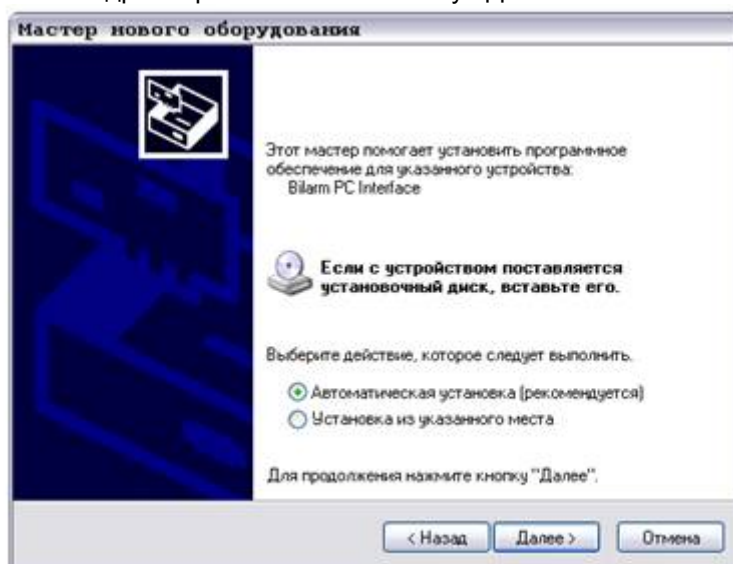 Мастер нового оборудования
Этот мастер помогает установить программное
обеспечение для указанного устройства:
Bilarm PC Interface
Если с устройством поставляется
установочный диск, вставьте его.
Выберите действие, которое следует выполнить.
Автоматическая установка (рекомендуется)
Установка из указанного места
Для продолжения нажмите кнопку "Далее".
< Назад
Далее >
Отмена